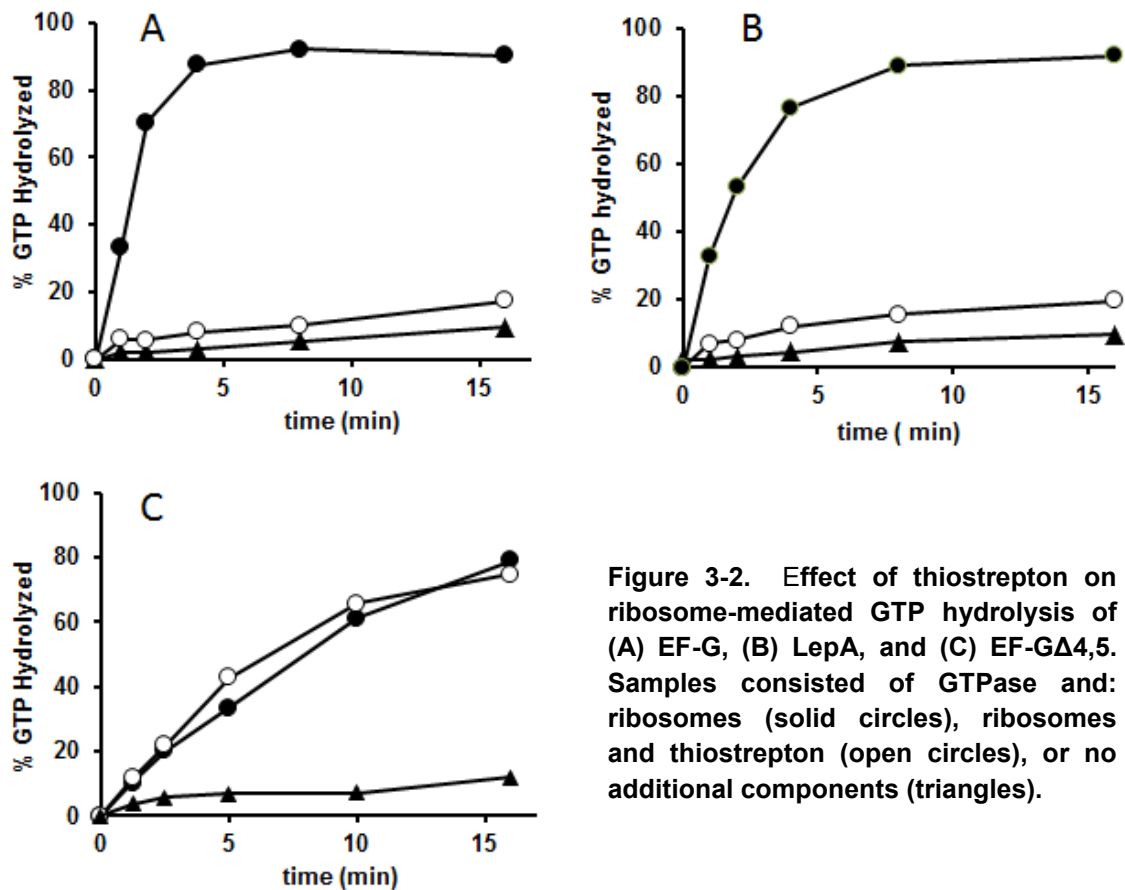 A
% GTP Hydrolyzed
100
80
60
40
20
0
0 5 10 15
time (min)
B
% GTP hydrolyzed
100
80
60
40
20
0
0 5 10 15
time ( min)
C
% GTP Hydrolyzed
100
80
60
40
20
0
0 5 10 15
time (min)
Figure 3-2. Effect of thiostrepton on
ribosome-mediated GTP hydrolysis of
(A) EF-G, (B) LepA, and (C) EF-GΔ4,5.
Samples consisted of GTPase and:
ribosomes (solid circles), ribosomes
and thiostrepton (open circles), or no
additional components (triangles).